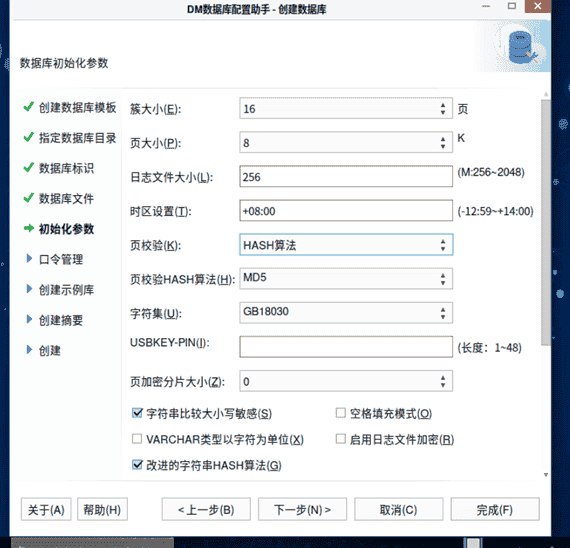 DM数据库配置助手 - 创建数据库
数据库初始化参数
创建数据库模板
指定数据库目录
数据库标识
数据库文件
初始化参数
口令管理
创建示例库
创建摘要
创建
簇大小(E): 16 页
页大小(P): 8 K
日志文件大小(L): 256 (M:256~2048)
时区设置(T): +08:00 (-12:59~+14:00)
页校验(K): HASH算法
页校验HASH算法(H): MD5
字符集(U): GB18030
USBKEY-PIN(I): (长度：1~48)
页加密分片大小(Z): 0
字符串比较大小写敏感(S) 空格填充模式(O)
VARCHAR类型以字符为单位(X) 启用日志文件加密(R)
改进的字符串HASH算法(G)
关于(A) 帮助(H) <上一步(B) 下一步(N)> 取消(C) 完成(F)